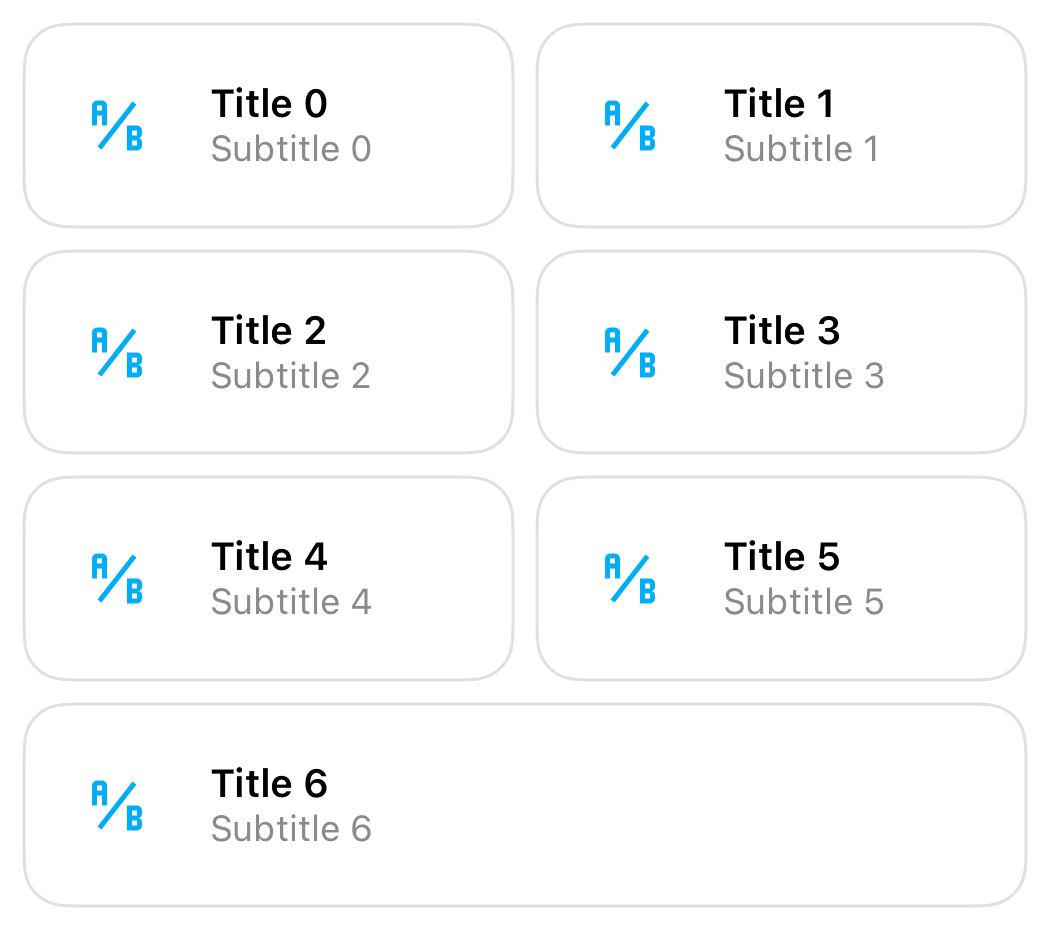 A/B
Title 0
Subtitle 0
A/B
Title 1
Subtitle 1
A/B
Title 2
Subtitle 2
A/B
Title 3
Subtitle 3
A/B
Title 4
Subtitle 4
A/B
Title 5
Subtitle 5
A/B
Title 6
Subtitle 6